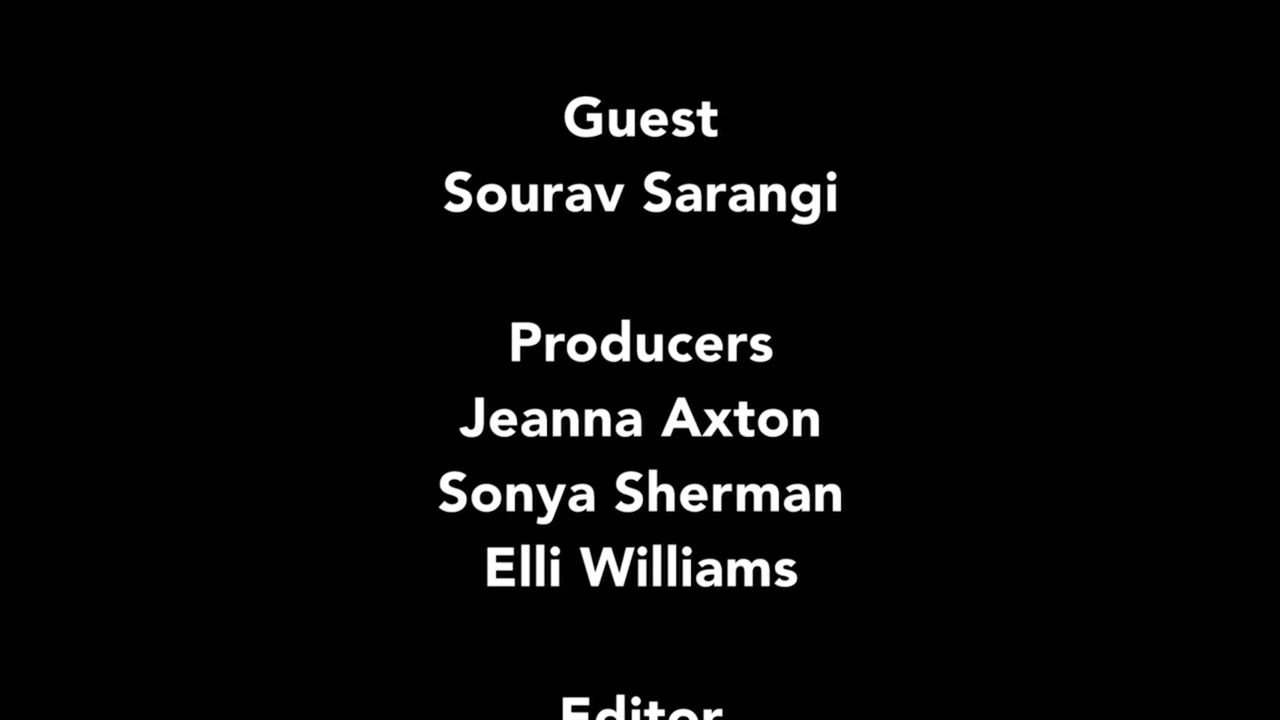 Guest
Sourav Sarangi
Producers
Jeanna Axton
Sonya Sherman
Elli Williams
Editor